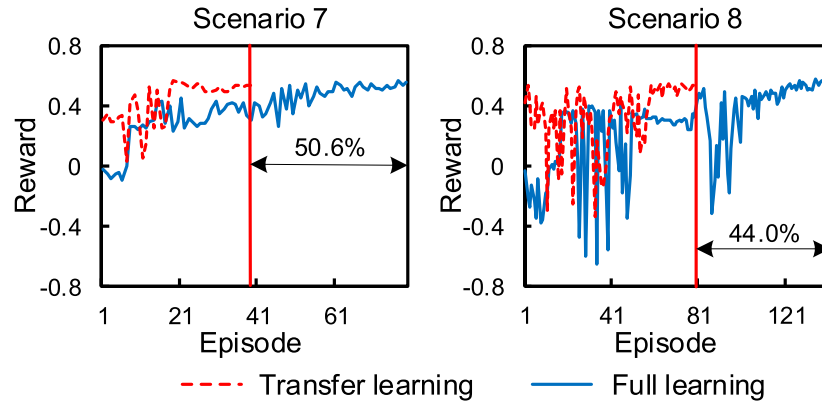 Scenario 7
Reward
0.8
0.4
0
-0.4
-0.8
50.6%
1 21 41 61
Episode
Scenario 8
Reward
0.8
0.4
0
-0.4
-0.8
44.0%
1 41 81 121
Episode
Transfer learning Full learning